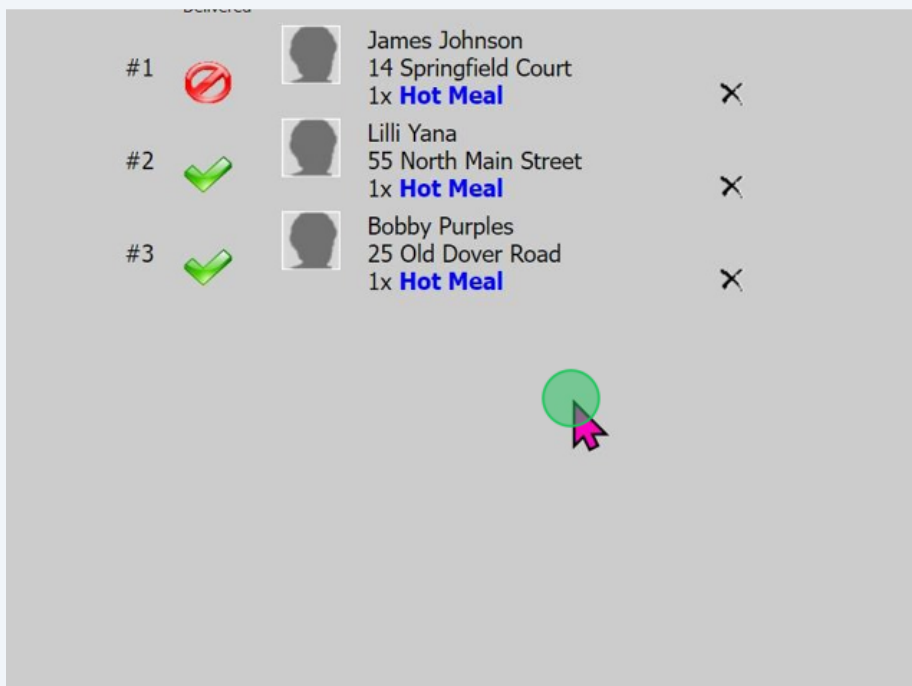 Delivered
#1
James Johnson
14 Springfield Court
1x Hot Meal
#2
Lilli Yana
55 North Main Street
1x Hot Meal
#3
Bobby Purples
25 Old Dover Road
1x Hot Meal